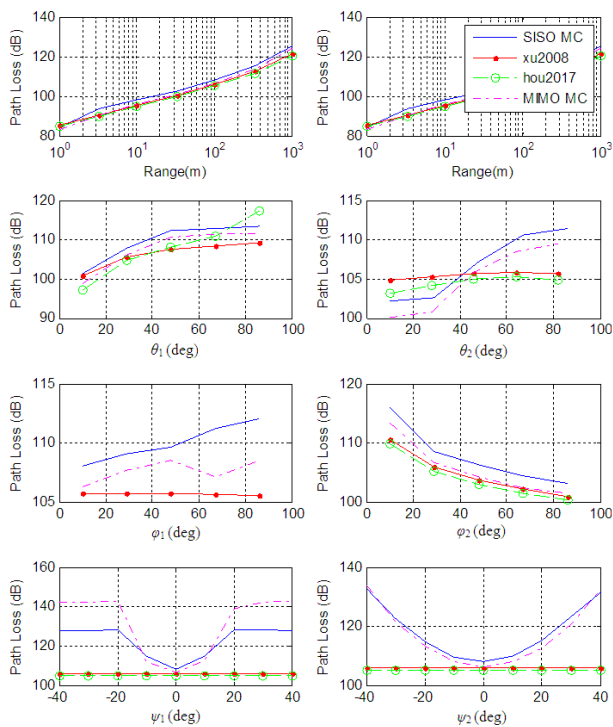 140
120
100
80
Path Loss (dB)
10^0 10^1 10^2 10^3
Range(m)
140
120
100
80
Path Loss (dB)
10^0 10^1 10^2 10^3
Range(m)
SISO MC
xu2008
hou2017
MIMO MC
120
110
100
90
Path Loss (dB)
0 20 40 60 80 100
θ1 (deg)
115
110
105
100
Path Loss (dB)
0 20 40 60 80 100
θ2 (deg)
115
110
105
Path Loss (dB)
0 20 40 60 80 100
φ1 (deg)
120
110
100
Path Loss (dB)
0 20 40 60 80 100
φ2 (deg)
160
140
120
100
Path Loss (dB)
-40 -20 0 20 40
ψ1 (deg)
140
120
100
Path Loss (dB)
-40 -20 0 20 40
ψ2 (deg)